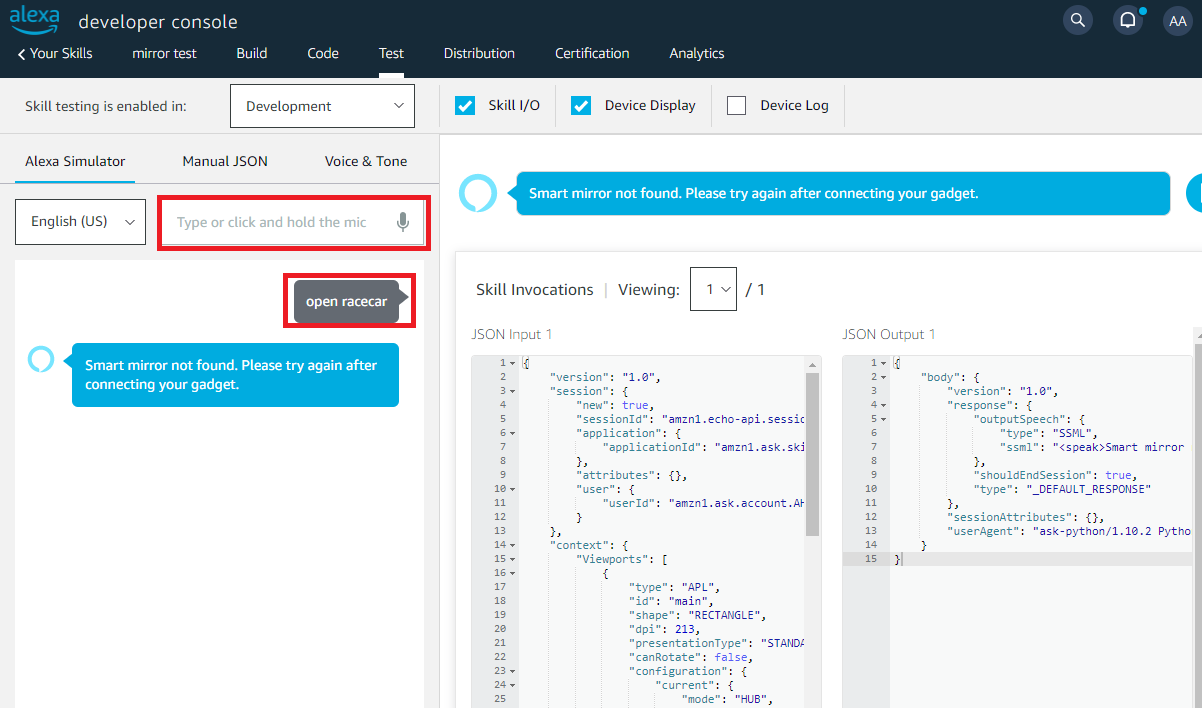 alexa developer console
AA
Your Skills mirror test Build Code Test Distribution Certification Analytics
Skill testing is enabled in: Development Skill I/O Device Display Device Log
Alexa Simulator Manual JSON Voice & Tone
English (US) Type or click and hold the mic
open racecar
Smart mirror not found. Please try again after
connecting your gadget.
Smart mirror not found. Please try again after connecting your gadget.
Skill Invocations | Viewing: 1 / 1
JSON Input 1
1 {
2 "version": "1.0",
3 "session": {
4 "new": true,
5 "sessionId": "amzn1.echo-api.sessio
6 "application": {
7 "applicationId": "amzn1.ask.ski
8 },
9 "attributes": {},
10 "user": {
11 "userId": "amzn1.ask.account.AH
12 }
13 },
14 "context": {
15 "Viewports": [
16 {
17 "type": "APL",
18 "id": "main",
19 "shape": "RECTANGLE",
20 "dpi": 213,
21 "presentationType": "STANDA
22 "canRotate": false,
23 "configuration": {
24 "current": {
25 "mode": "HUB",
JSON Output 1
1 {
2 "body": {
3 "version": "1.0",
4 "response": {
5 "outputSpeech": {
6 "type": "SSML",
7 "ssml": "<speak>Smart mirror
8 },
9 "shouldEndSession": true,
10 "type": "_DEFAULT_RESPONSE"
11 },
12 "sessionAttributes": {},
13 "userAgent": "ask-python/1.10.2 Pytho
14 }
15 }